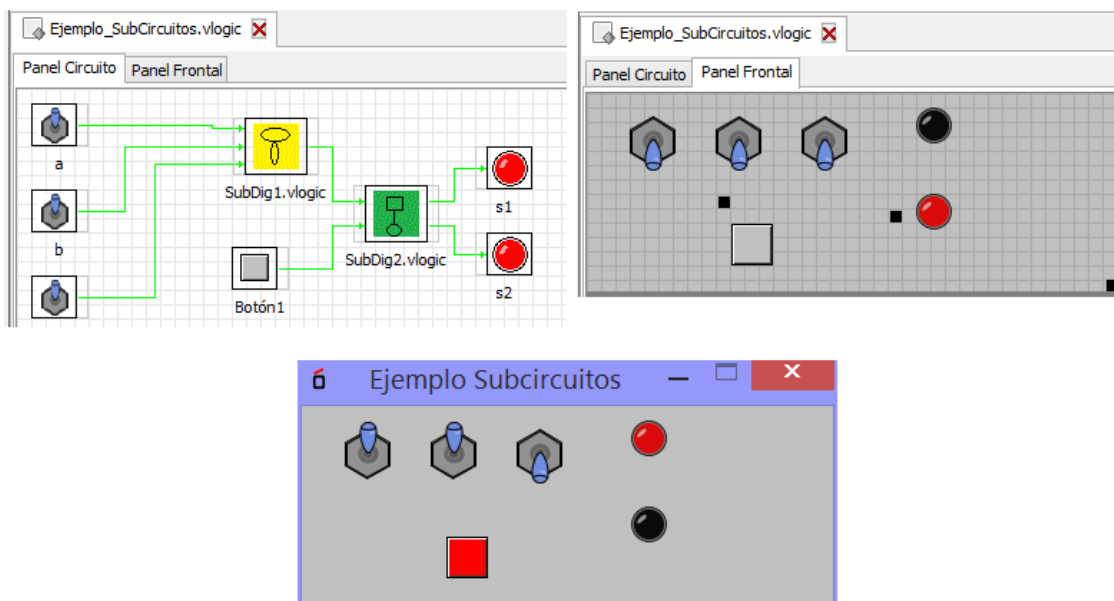 Ejemplo_SubCircuitos.vlogic
Panel Circuito Panel Frontal
a
SubDig1.vlogic
b
SubDig2.vlogic
s1
Botón1
s2
Ejemplo_SubCircuitos.vlogic
Panel Circuito Panel Frontal
Ejemplo Subcircuitos